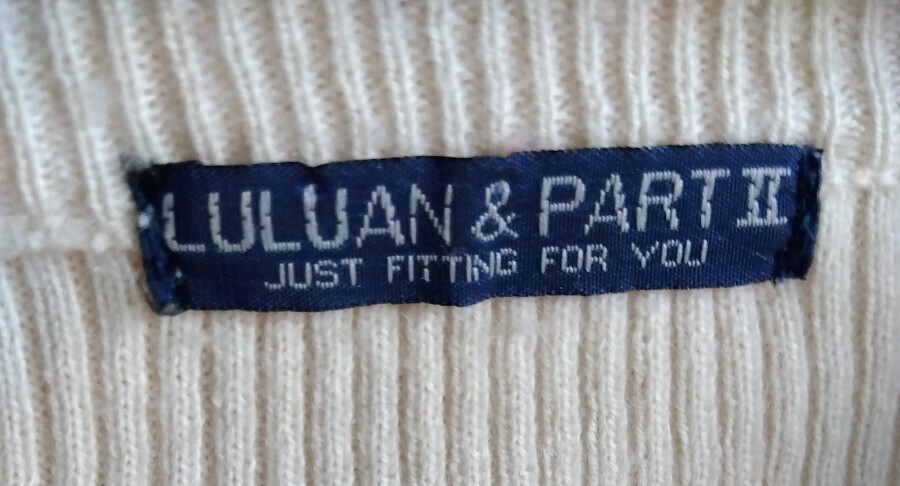 LULUAN & PART II
JUST FITTING FOR YOU